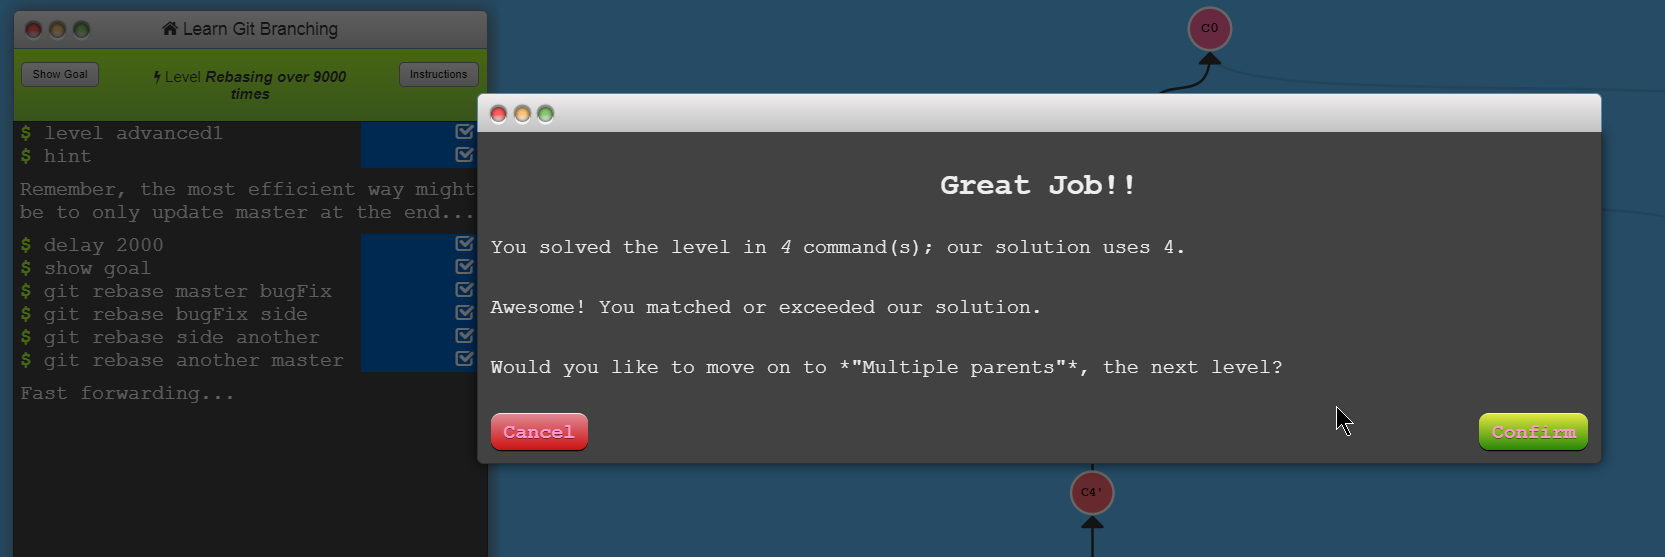 Learn Git Branching
Show Goal
Level Rebasing over 9000
times
Instructions
$ level advanced1
$ hint
Remember, the most efficient way might
be to only update master at the end...
$ delay 2000
$ show goal
$ git rebase master bugFix
$ git rebase bugFix side
$ git rebase side another
$ git rebase another master
Fast forwarding...
C0
Great Job!!
You solved the level in 4 command(s); our solution uses 4.
Awesome! You matched or exceeded our solution.
Would you like to move on to *"Multiple parents"*, the next level?
Cancel
Confirm
C4'